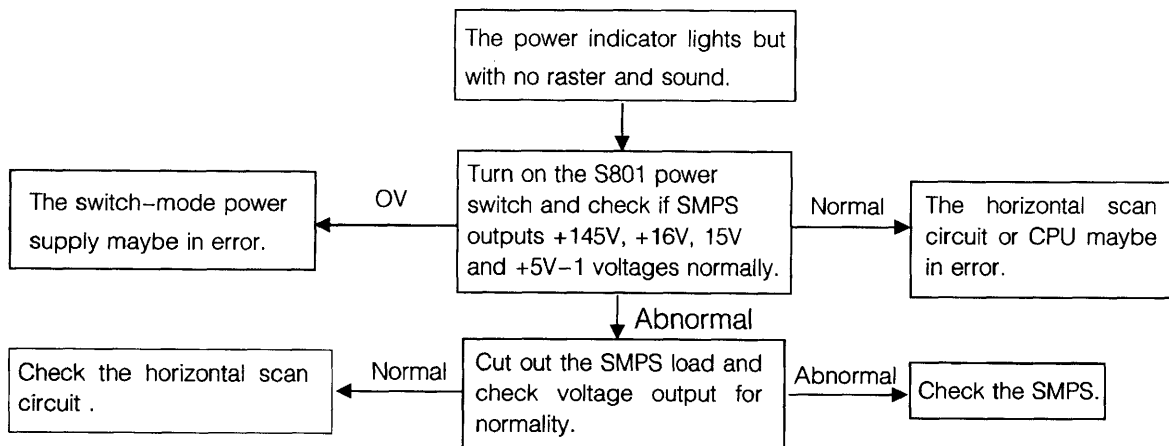 The power indicator lights but
with no raster and sound.
OV
Turn on the S801 power
switch and check if SMPS
outputs +145V, +16V, 15V
and +5V-1 voltages normally.
Normal
The switch-mode power
supply maybe in error.
The horizontal scan
circuit or CPU maybe
in error.
Abnormal
Check the horizontal scan
circuit .
Normal
Cut out the SMPS load and
check voltage output for
normality.
Abnormal
Check the SMPS.